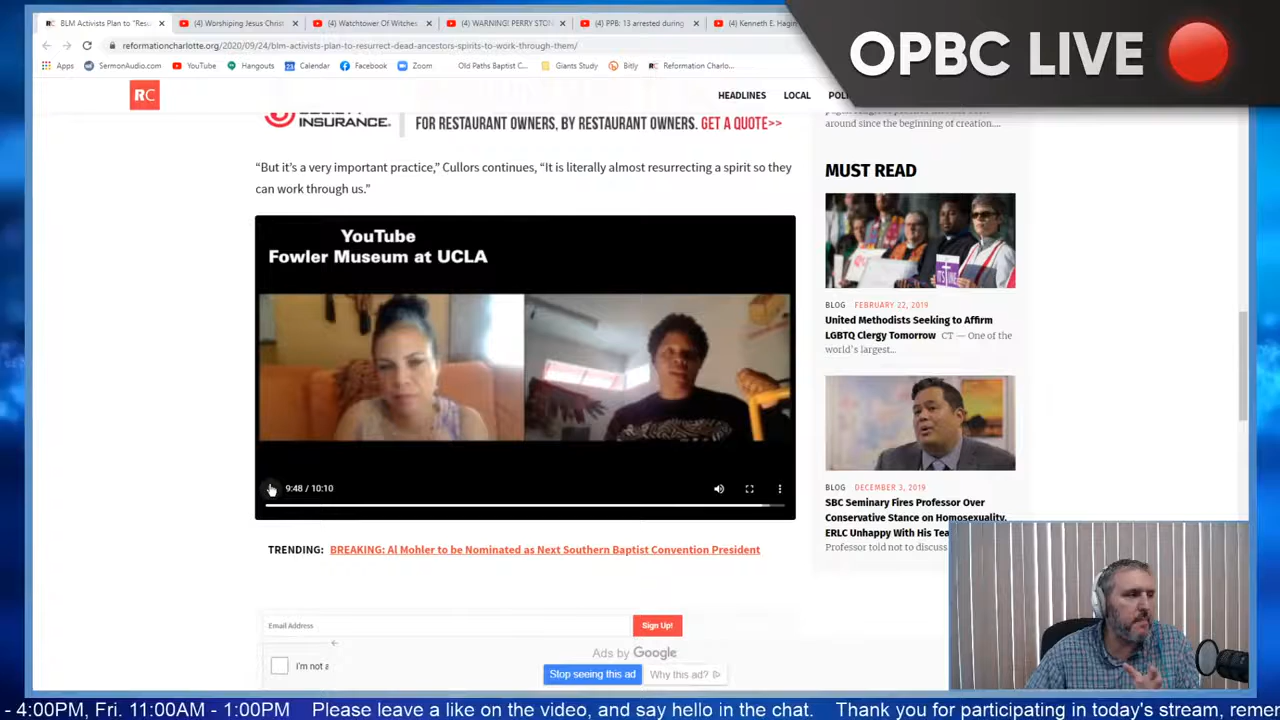 BLM Activists Plan to "Resu
(4) Worshiping Jesus Christ
(4) Watchtower Of Witches
(4) WARNING! PERRY STON
(4) PPB: 13 arrested during
(4) Kenneth E. Hagin
OPBC LIVE
reformationcharlotte.org/2020/09/24/blm-activists-plan-to-resurrect-dead-ancestors-spirits-to-work-through-them/
Apps
SermonAudio.com
YouTube
Hangouts
Calendar
Facebook
Zoom
Old Paths Baptist C...
Giants Study
Bitly
Reformation Charlo...
RC
HEADLINES
LOCAL
INSURANCE.
FOR RESTAURANT OWNERS, BY RESTAURANT OWNERS. GET A QUOTE>>
around since the beginning of creation....
“But it’s a very important practice,” Cullors continues, “It is literally almost resurrecting a spirit so they
can work through us.”
YouTube
Fowler Museum at UCLA
9:48 / 10:10
TRENDING: BREAKING: Al Mohler to be Nominated as Next Southern Baptist Convention President
Email Address
Sign Up!
I'm not a
Ads by Google
Stop seeing this ad
Why this ad?
MUST READ
BLOG FEBRUARY 22, 2019
United Methodists Seeking to Affirm
LGBTQ Clergy Tomorrow CT — One of the
world's largest...
BLOG DECEMBER 3, 2019
SBC Seminary Fires Professor Over
Conservative Stance on Homosexuality,
ERLC Unhappy With His Tea
Professor told not to discuss
- 4:00PM, Fri. 11:00AM - 1:00PM Please leave a like on the video, and say hello in the chat. Thank you for participating in today's stream, remer